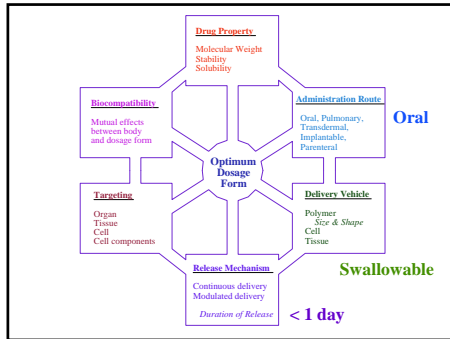 Drug Property
Molecular Weight
Stability
Solubility
Biocompatibility
Mutual effects
between body
and dosage form
Administration Route
Oral, Pulmonary,
Transdermal,
Implantable,
Parenteral
Oral
Optimum
Dosage
Form
Targeting
Organ
Tissue
Cell
Cell components
Delivery Vehicle
Polymer
Size & Shape
Cell
Tissue
Swallowable
Release Mechanism
Continuous delivery
Modulated delivery
Duration of Release
< 1 day